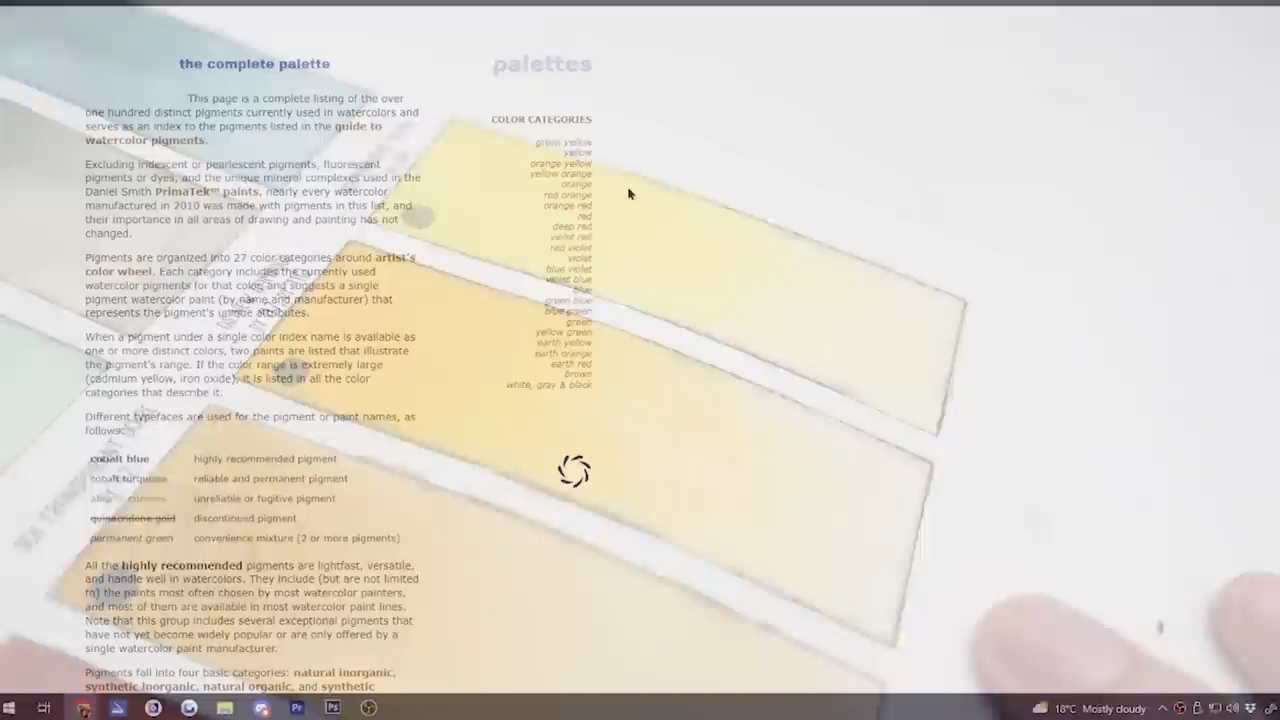 the complete palette
palettes
This page is a complete listing of the over
one hundred distinct pigments currently used in watercolors and
serves as an index to the pigments listed in the guide to
watercolor pigments.
Excluding iridescent or pearlescent pigments, fluorescent
pigments or dyes, and the unique mineral complexes used in the
Daniel Smith PrimaTek™ paints, nearly every watercolor
manufactured in 2010 was made with pigments in this list, and
their importance in all areas of drawing and painting has not
changed.
Pigments are organized into 27 color categories around artist's
color wheel. Each category includes the currently used
watercolor pigments for that color, and suggests a single
pigment watercolor paint (by name and manufacturer) that
represents the pigment's unique attributes.
When a pigment under a single color index name is available as
one or more distinct colors, two paints are listed that illustrate
the pigment's range. If the color range is extremely large
(cadmium yellow, iron oxide), it is listed in all the color
categories that describe it.
Different typefaces are used for the pigment or paint names, as
follows:
cobalt blue highly recommended pigment
cobalt turquoise reliable and permanent pigment
unreliable or fugitive pigment
quinacridone gold discontinued pigment
permanent green convenience mixture (2 or more pigments)
All the highly recommended pigments are lightfast, versatile,
and handle well in watercolors. They include (but are not limited
to) the paints most often chosen by most watercolor painters,
and most of them are available in most watercolor paint lines.
Note that this group includes several exceptional pigments that
have not yet become widely popular or are only offered by a
single watercolor paint manufacturer.
Pigments fall into four basic categories: natural inorganic,
synthetic inorganic, natural organic, and synthetic
COLOR CATEGORIES
green yellow
yellow
orange yellow
yellow orange
orange
red orange
orange red
red
deep red
violet red
red violet
violet
blue violet
violet blue
blue
green blue
blue green
green
yellow green
earth yellow
earth orange
earth red
brown
white, gray & black
18°C Mostly cloudy